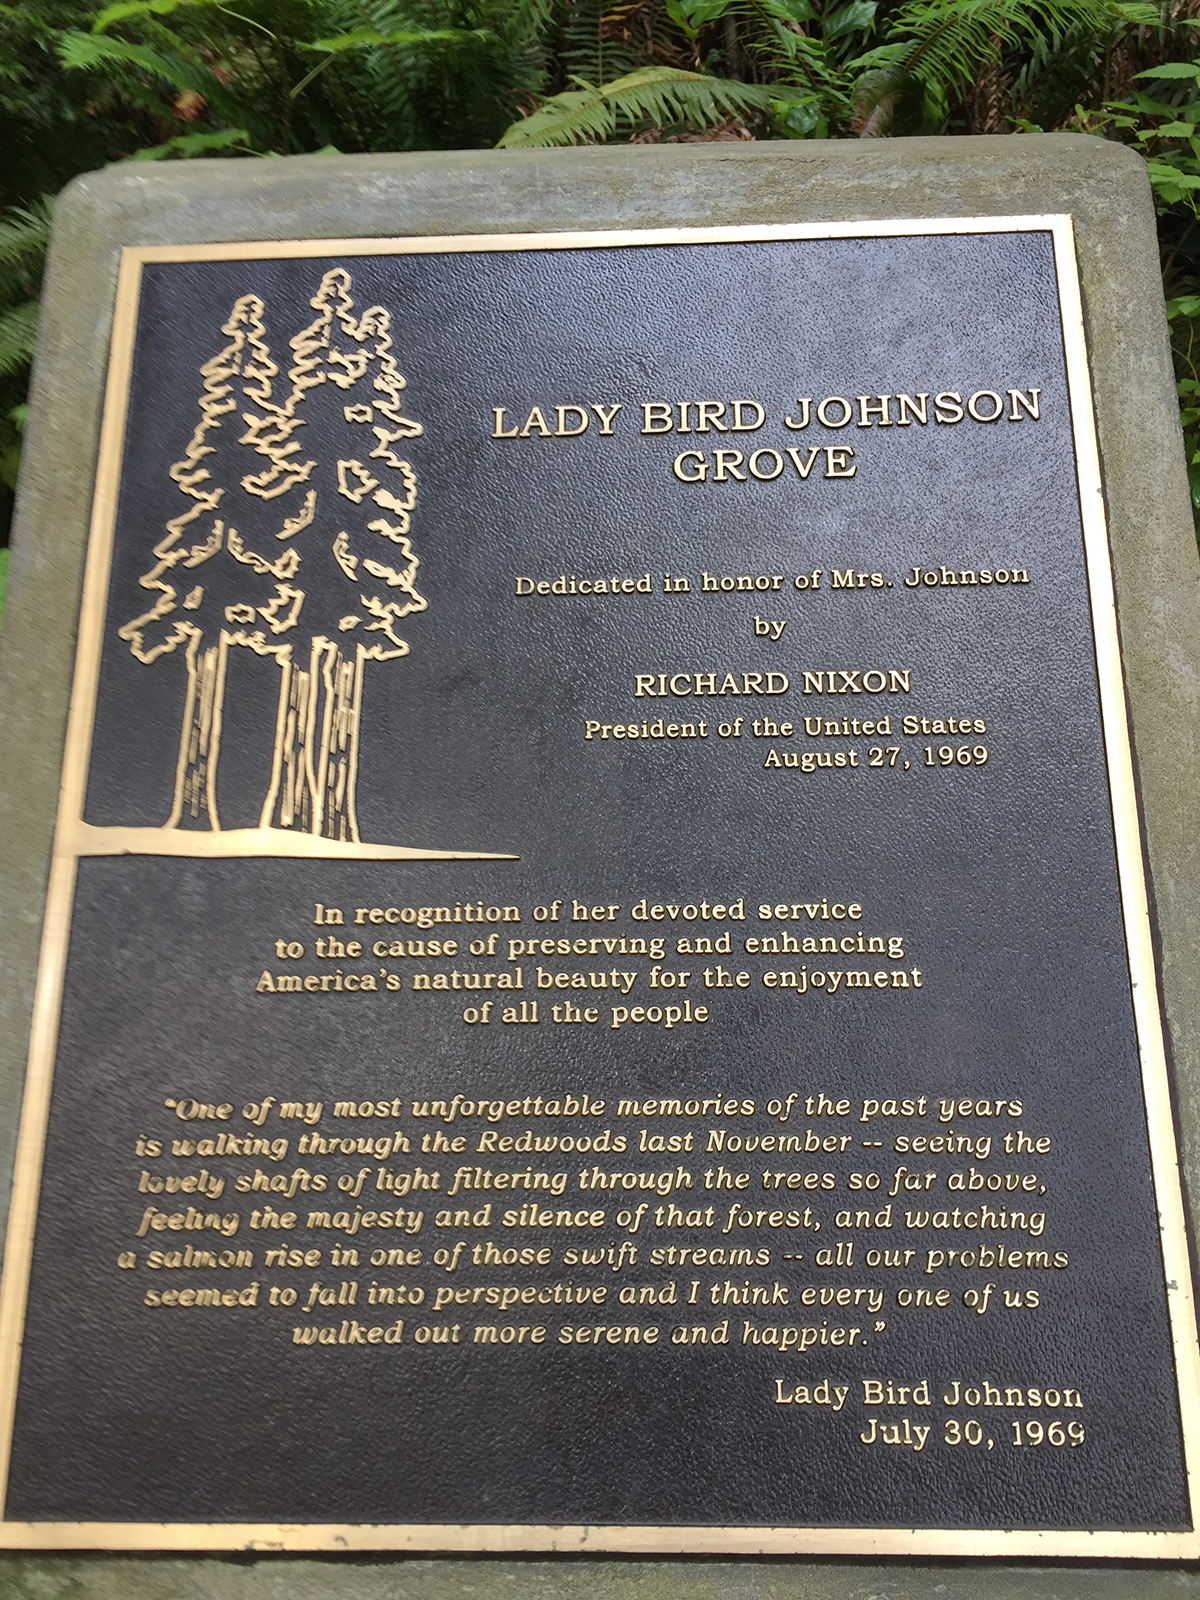 LADY BIRD JOHNSON
GROVE
Dedicated in honor of Mrs. Johnson
by
RICHARD NIXON
President of the United States
August 27, 1969
In recognition of her devoted service
to the cause of preserving and enhancing
America's natural beauty for the enjoyment
of all the people
"One of my most unforgettable memories of the past years
is walking through the Redwoods last November -- seeing the
lovely shafts of light filtering through the trees so far above,
feeling the majesty and silence of that forest, and watching
a salmon rise in one of those swift streams -- all our problems
seemed to fall into perspective and I think every one of us
walked out more serene and happier."
Lady Bird Johnson
July 30, 1969